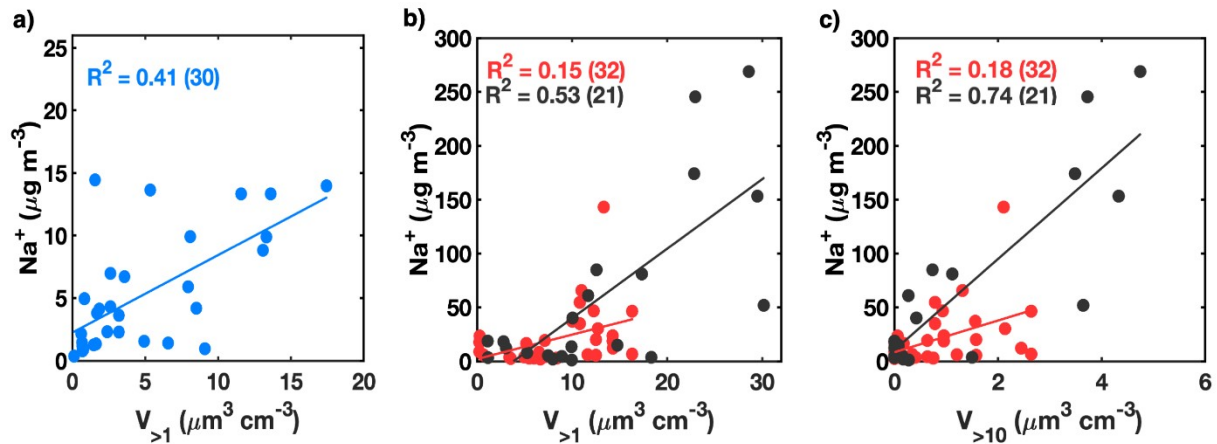 a)
Na⁺ (μg m⁻³)
25
20
15
10
5
0
R² = 0.41 (30)
0 5 10 15 20
V>1 (μm³ cm⁻³)
b)
Na⁺ (μg m⁻³)
300
250
200
150
100
50
0
R² = 0.15 (32)
R² = 0.53 (21)
0 10 20 30
V>1 (μm³ cm⁻³)
c)
Na⁺ (μg m⁻³)
300
250
200
150
100
50
0
R² = 0.18 (32)
R² = 0.74 (21)
0 2 4 6
V>10 (μm³ cm⁻³)